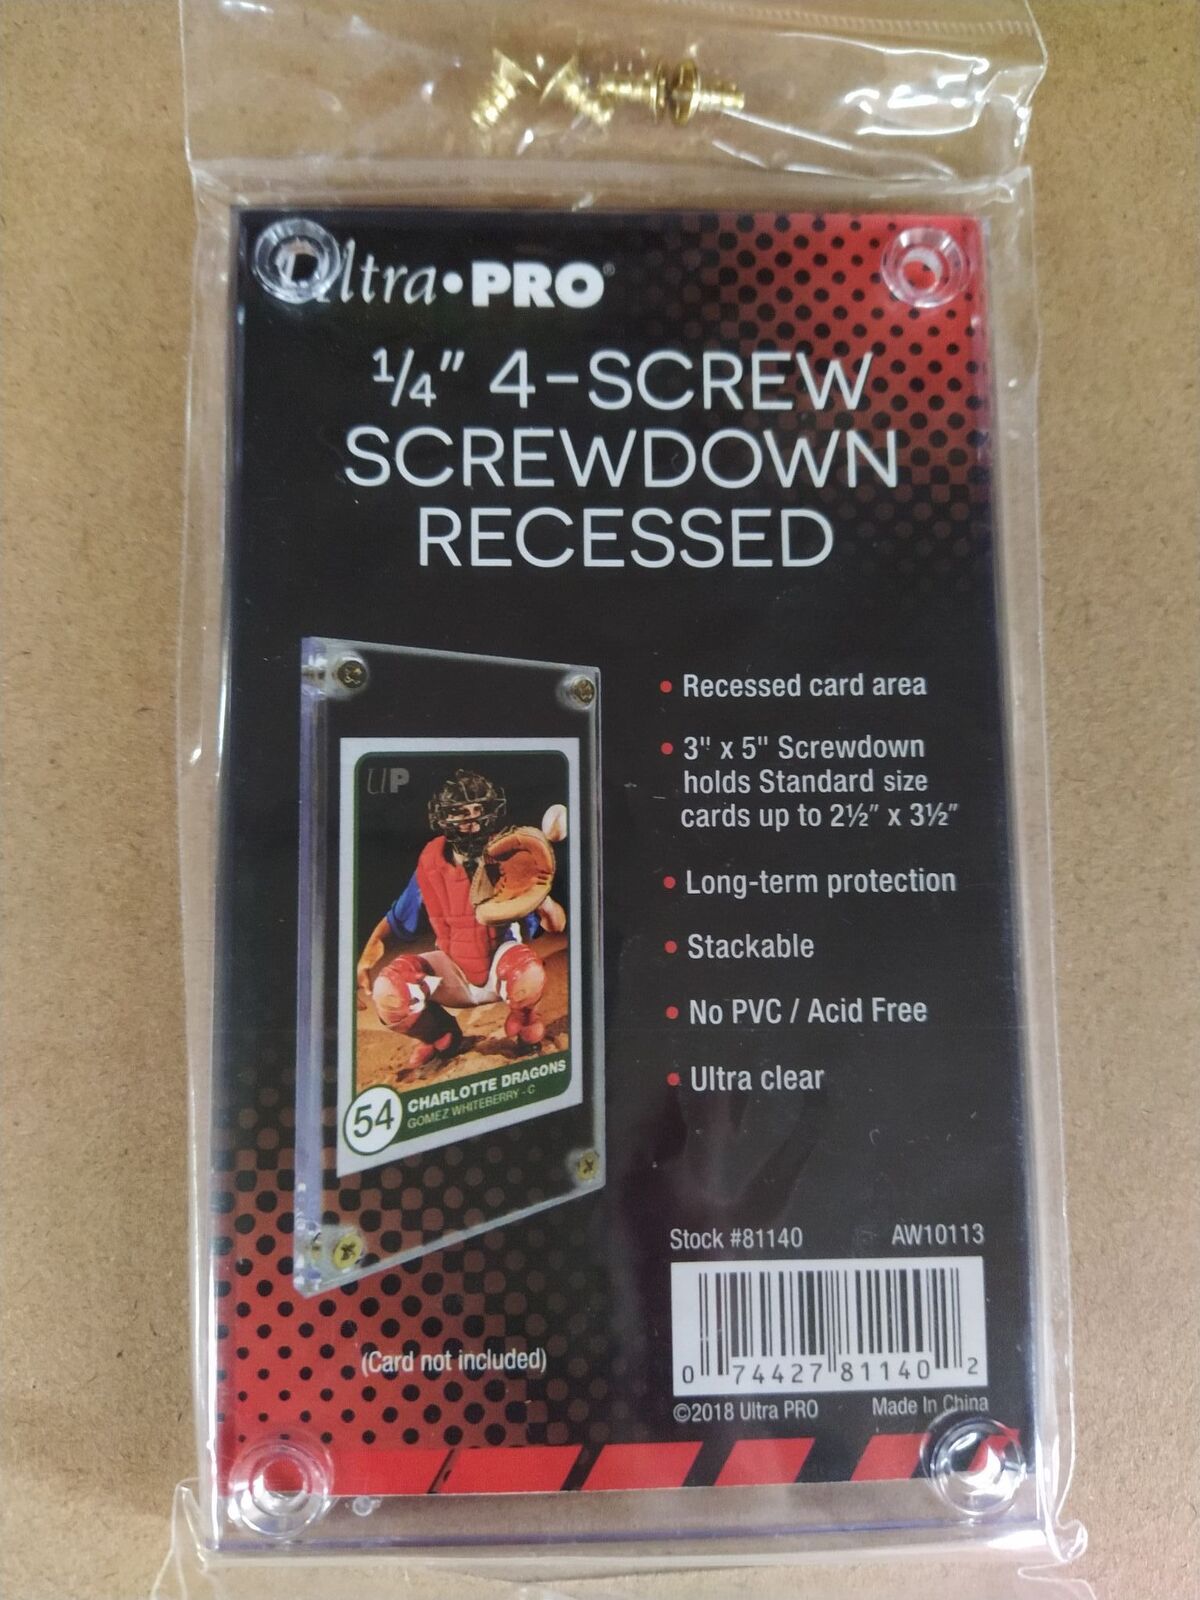 Ultra•PRO®
1/4" 4-SCREW
SCREWDOWN
RECESSED
• Recessed card area
• 3" x 5" Screwdown
holds Standard size
cards up to 2½" x 3½"
• Long-term protection
• Stackable
• No PVC / Acid Free
• Ultra clear
UP
54
CHARLOTTE DRAGONS
GOMEZ WHITEBERRY - C
(Card not included)
Stock #81140 AW10113
0 74427 81140 2
©2018 Ultra PRO Made In China